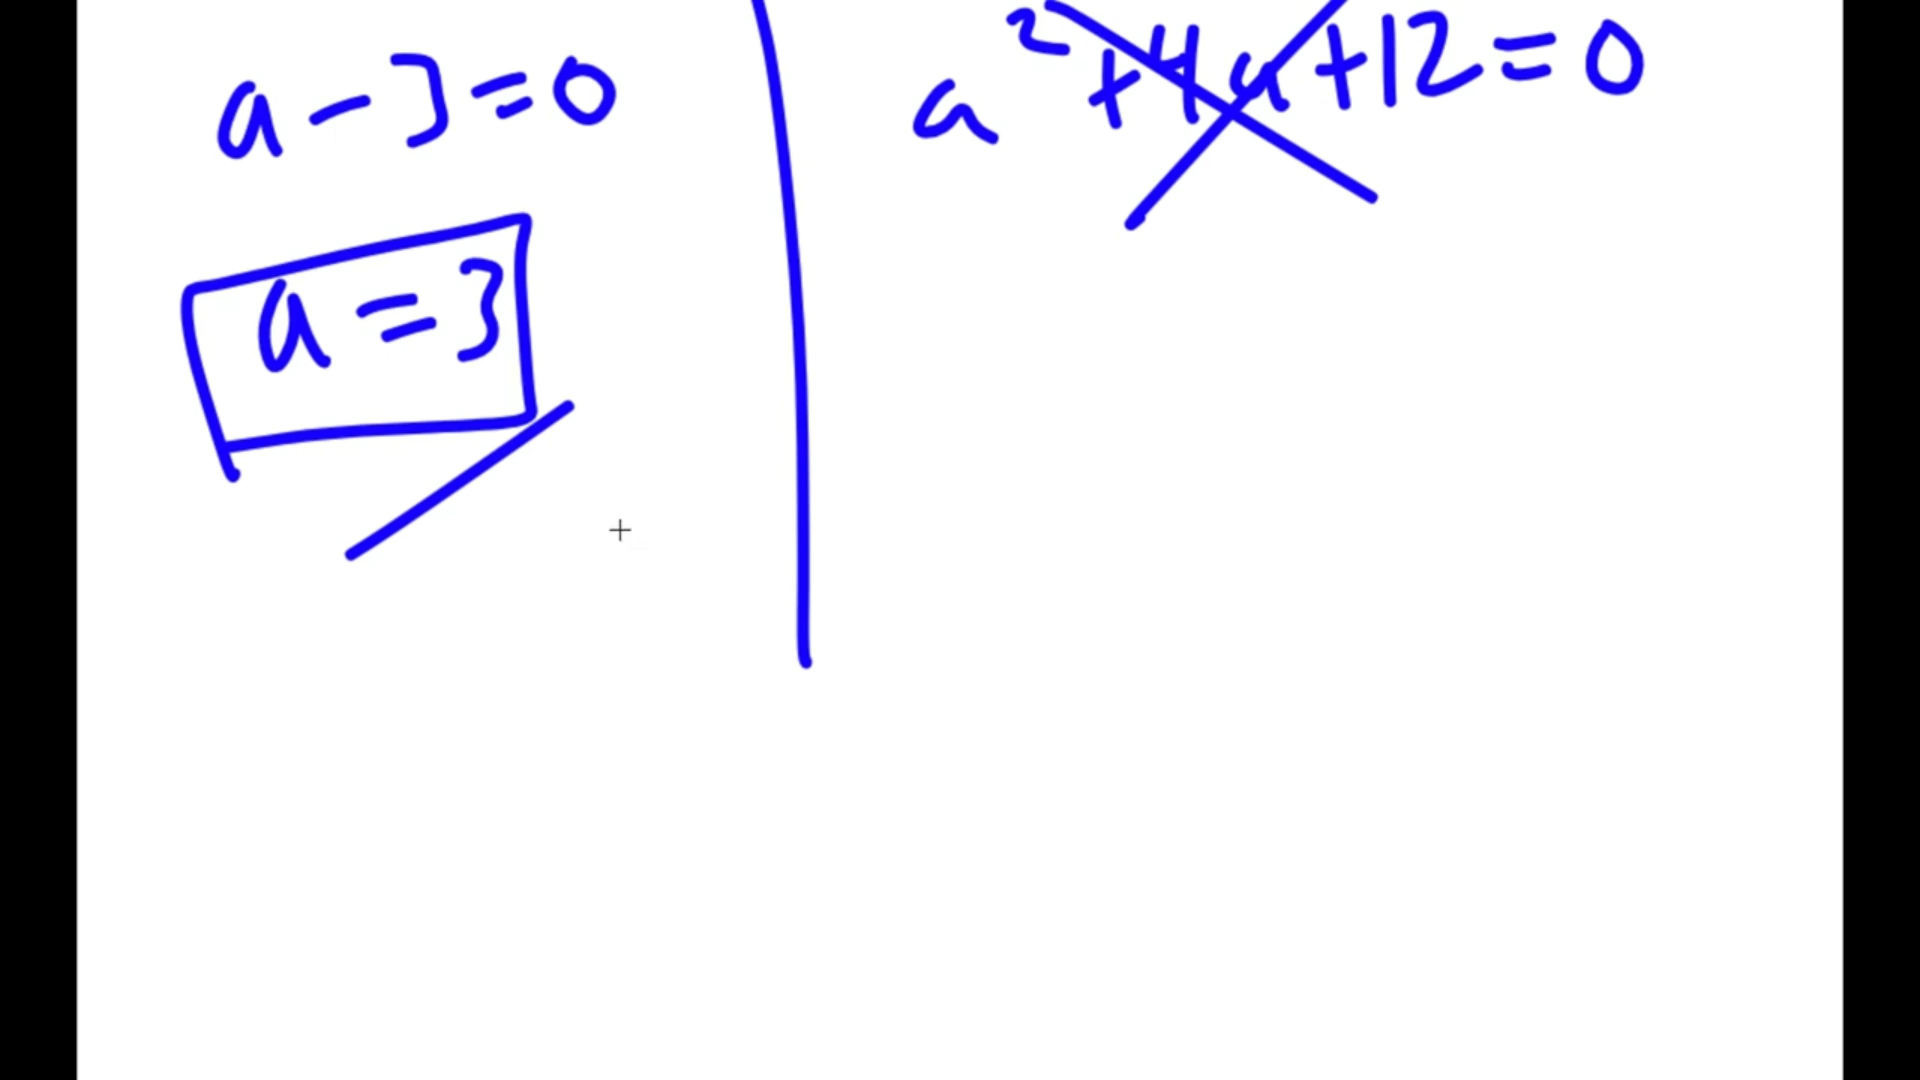 a - 3 = 0
a = 3
a² + 4a + 12 = 0